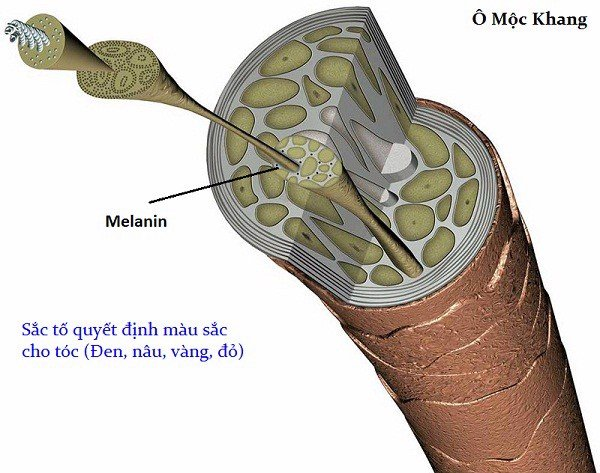 Ô Mộc Khang
Melanin
Sắc tố quyết định màu sắc
cho tóc (Đen, nâu, vàng, đỏ)